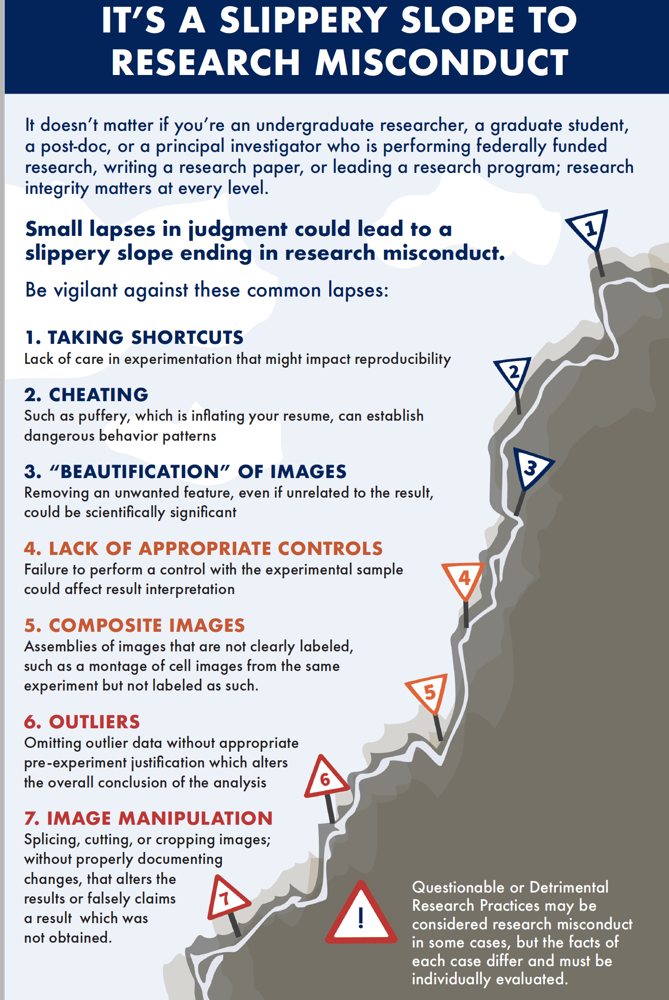 IT’S A SLIPPERY SLOPE TO
RESEARCH MISCONDUCT
It doesn’t matter if you’re an undergraduate researcher, a graduate student,
a post-doc, or a principal investigator who is performing federally funded
research, writing a research paper, or leading a research program; research
integrity matters at every level.
Small lapses in judgment could lead to a
slippery slope ending in research misconduct.
Be vigilant against these common lapses:
1. TAKING SHORTCUTS
Lack of care in experimentation that might impact reproducibility
2. CHEATING
Such as puffery, which is inflating your resume, can establish
dangerous behavior patterns
3. “BEAUTIFICATION” OF IMAGES
Removing an unwanted feature, even if unrelated to the result,
could be scientifically significant
4. LACK OF APPROPRIATE CONTROLS
Failure to perform a control with the experimental sample
could affect result interpretation
5. COMPOSITE IMAGES
Assemblies of images that are not clearly labeled,
such as a montage of cell images from the same
experiment but not labeled as such.
6. OUTLIERS
Omitting outlier data without appropriate
pre-experiment justification which alters
the overall conclusion of the analysis
7. IMAGE MANIPULATION
Splicing, cutting, or cropping images;
without properly documenting
changes, that alters the
results or falsely claims
a result which was
not obtained.
1
2
3
4
5
6
7
!
Questionable or Detrimental
Research Practices may be
considered research misconduct
in some cases, but the facts of
each case differ and must be
individually evaluated.